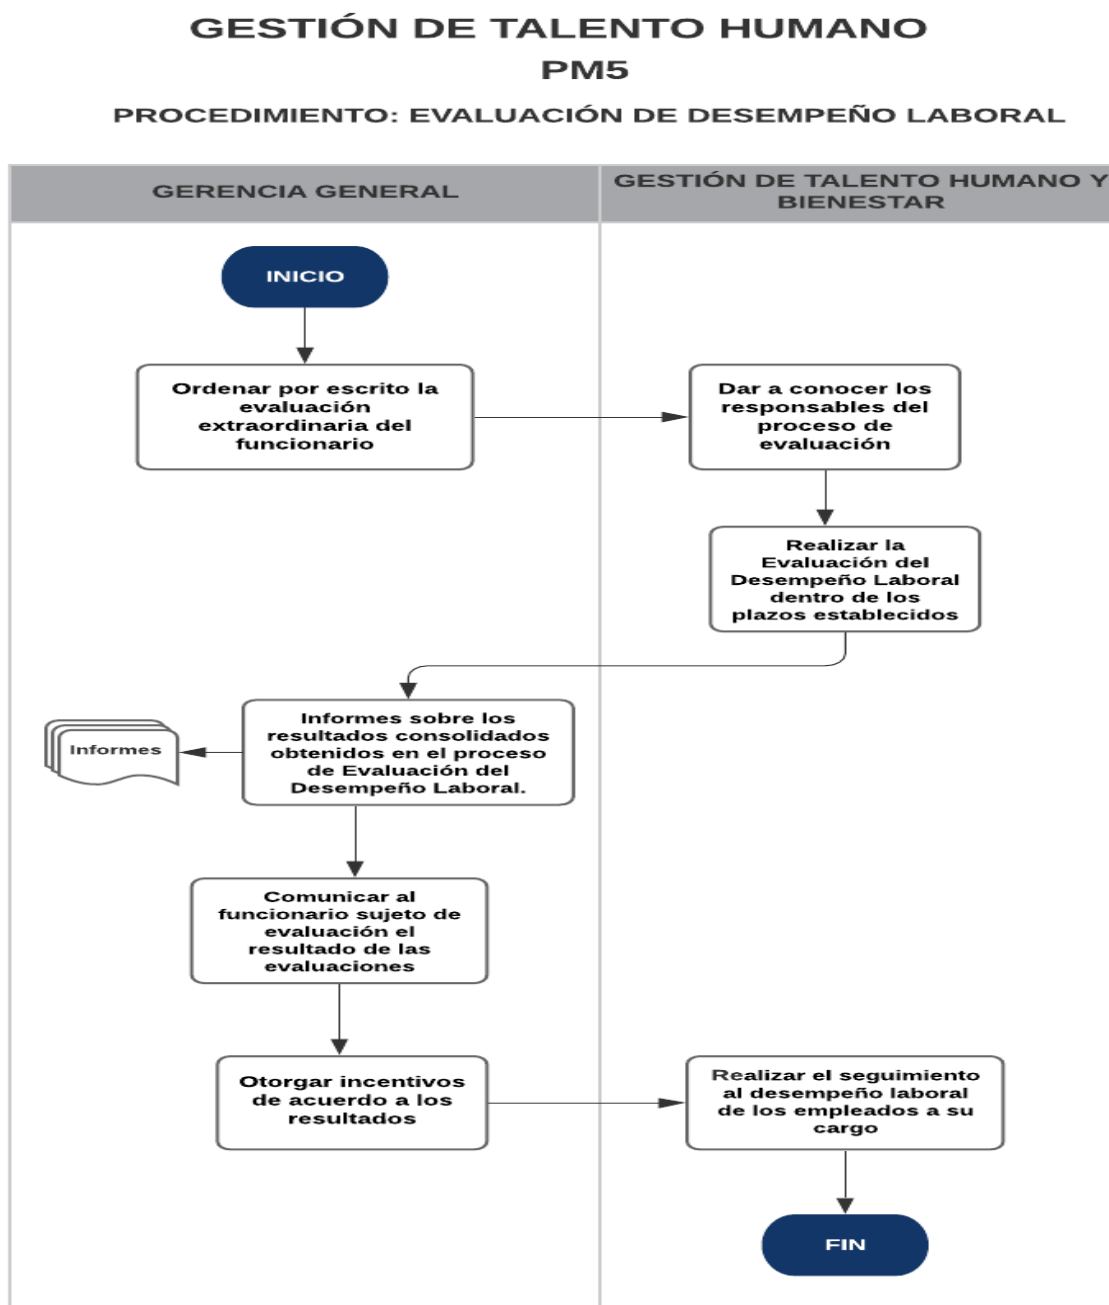 GESTIÓN DE TALENTO HUMANO
PM5
PROCEDIMIENTO: EVALUACIÓN DE DESEMPEÑO LABORAL
GERENCIA GENERAL
GESTIÓN DE TALENTO HUMANO Y
BIENESTAR
INICIO
Ordenar por escrito la
evaluación
extraordinaria del
funcionario
Dar a conocer los
responsables del
proceso de
evaluación
Realizar la
Evaluación del
Desempeño Laboral
dentro de los
plazos establecidos
Informes sobre los
resultados consolidados
obtenidos en el proceso
de Evaluación del
Desempeño Laboral.
Informes
Comunicar al
funcionario sujeto de
evaluación el
resultado de las
evaluaciones
Otorgar incentivos
de acuerdo a los
resultados
Realizar el seguimiento
al desempeño laboral
de los empleados a su
cargo
FIN